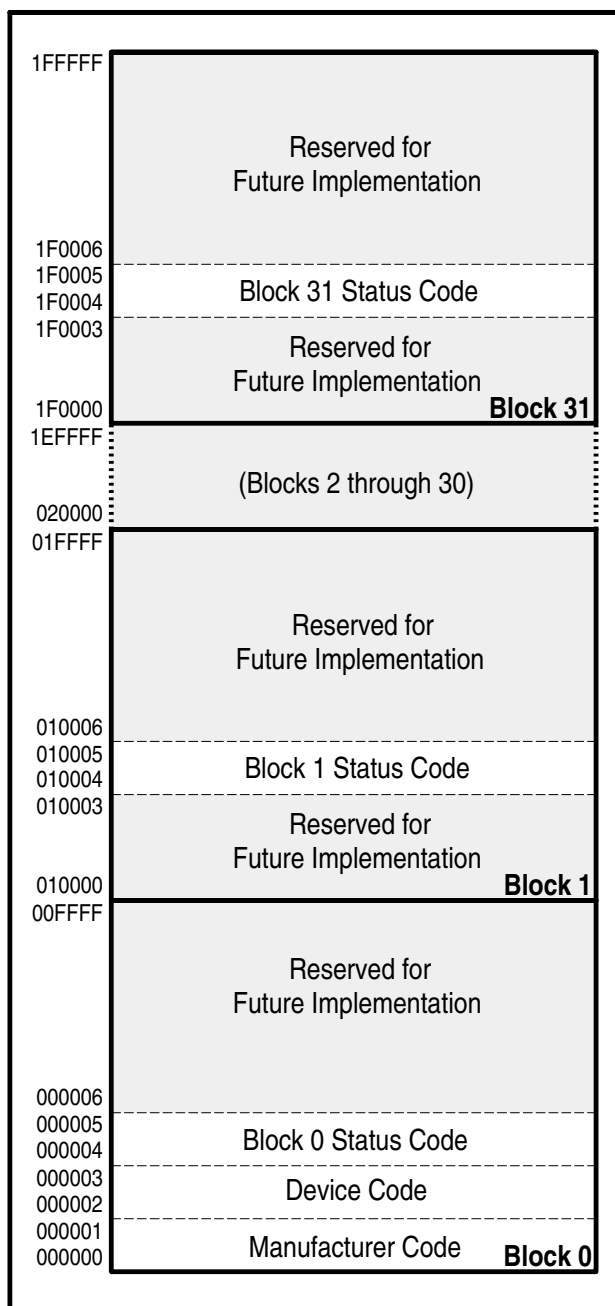 1FFFFF
Reserved for
Future Implementation
1F0006
1F0005
Block 31 Status Code
1F0004
1F0003
Reserved for
Future Implementation
1F0000
Block 31
1EFFFF
(Blocks 2 through 30)
020000
01FFFF
Reserved for
Future Implementation
010006
010005
Block 1 Status Code
010004
010003
Reserved for
Future Implementation
010000
Block 1
00FFFF
Reserved for
Future Implementation
000006
000005
Block 0 Status Code
000004
000003
Device Code
000002
000001
Manufacturer Code
000000
Block 0